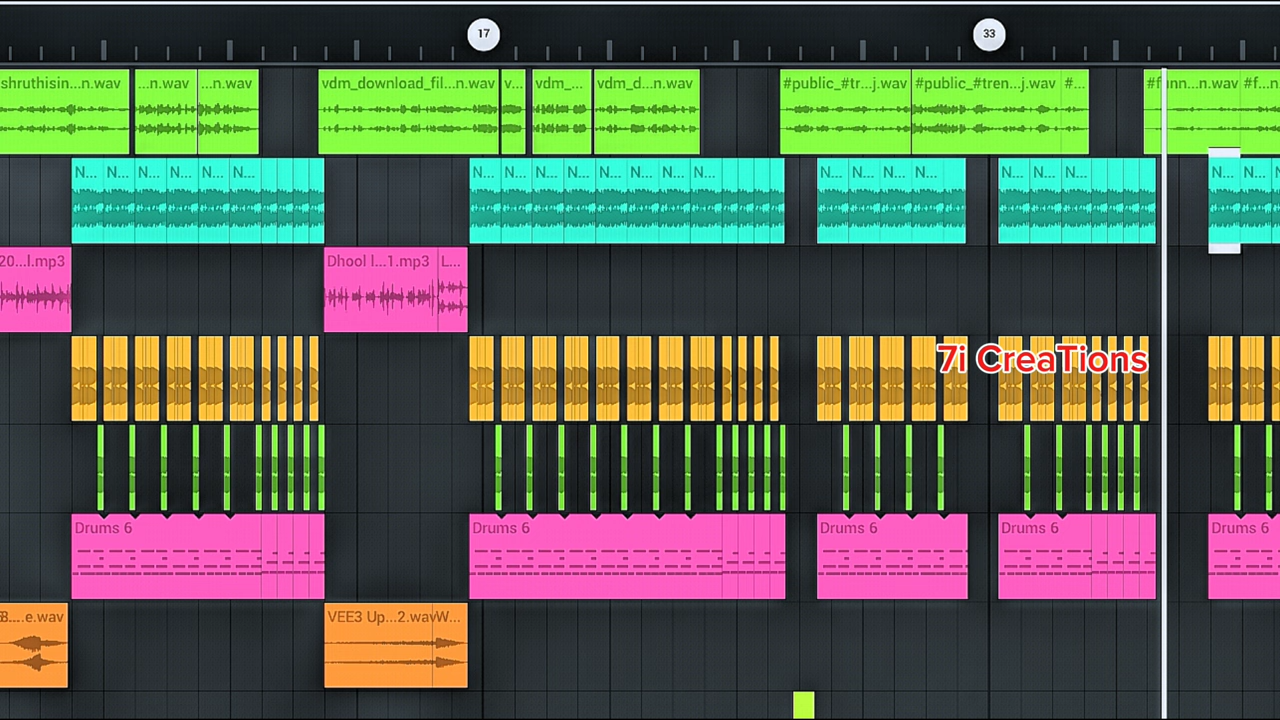 17 33
shruthisin...n.wav ...n.wav ...n.wav vdm_download_fil...n.wav v... vdm_... vdm_d...n.wav #public_#tr...j.wav #public_#tren...j.wav #... #f...
N... N... N... N... N... N... N... N... N... N... N... N... N... N... N... N... N... N... N... N... N... N... N...
20...l.mp3 Dhool l...1.mp3 L...
7i CreaTions
Drums 6 Drums 6 Drums 6 Drums 6 Drums 6
...e.wav VEE3 Up...2.wav W...